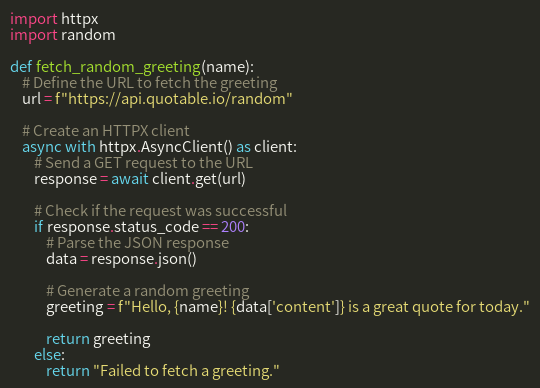 import httpx
import random

def fetch_random_greeting(name):
    # Define the URL to fetch the greeting
    url = f"https://api.quotable.io/random"

    # Create an HTTPX client
    async with httpx.AsyncClient() as client:
        # Send a GET request to the URL
        response = await client.get(url)

        # Check if the request was successful
        if response.status_code == 200:
            # Parse the JSON response
            data = response.json()

            # Generate a random greeting
            greeting = f"Hello, {name}! {data['content']} is a great quote for today."

            return greeting
        else:
            return "Failed to fetch a greeting."